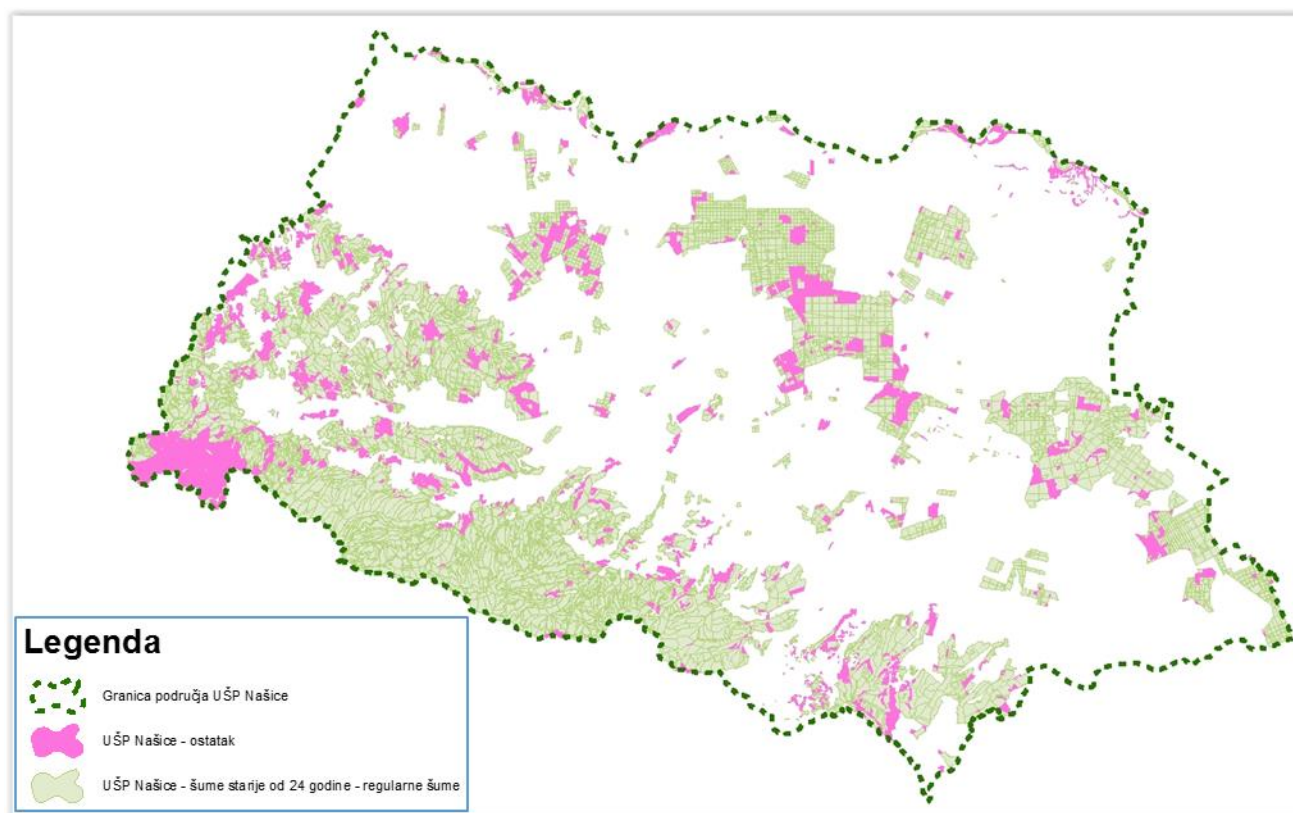 Legenda
Granica područja UŠP Našice
UŠP Našice - ostatak
UŠP Našice - šume starije od 24 godine - regularne šume